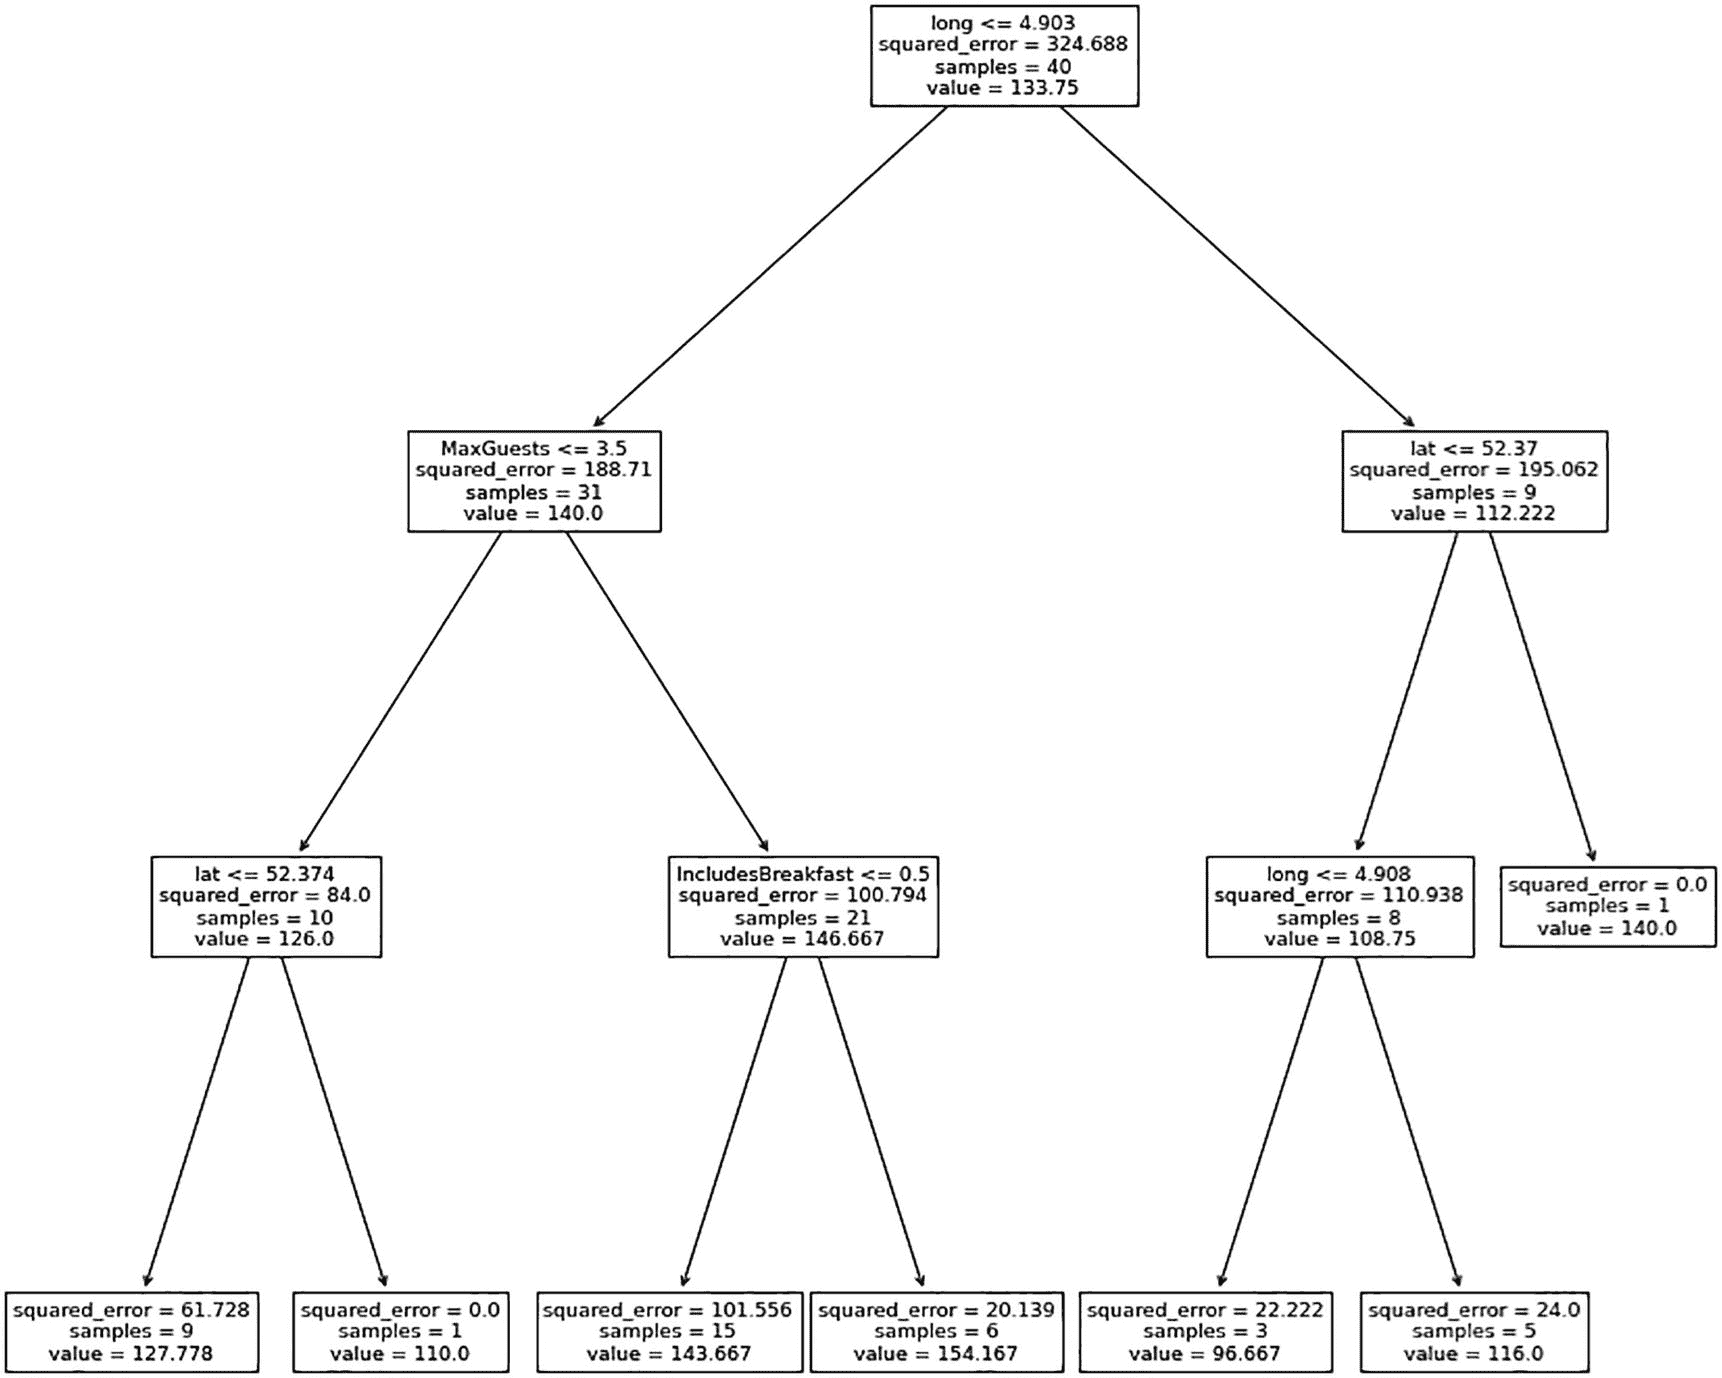 long <= 4.903
squared_error = 324.688
samples = 40
value = 133.75
MaxGuests <= 3.5
squared_error = 188.71
samples = 31
value = 140.0
lat <= 52.37
squared_error = 195.062
samples = 9
value = 112.222
lat <= 52.374
squared_error = 84.0
samples = 10
value = 126.0
IncludesBreakfast <= 0.5
squared_error = 100.794
samples = 21
value = 146.667
long <= 4.908
squared_error = 110.938
samples = 8
value = 108.75
squared_error = 0.0
samples = 1
value = 140.0
squared_error = 61.728
samples = 9
value = 127.778
squared_error = 0.0
samples = 1
value = 110.0
squared_error = 101.556
samples = 15
value = 143.667
squared_error = 20.139
samples = 6
value = 154.167
squared_error = 22.222
samples = 3
value = 96.667
squared_error = 24.0
samples = 5
value = 116.0